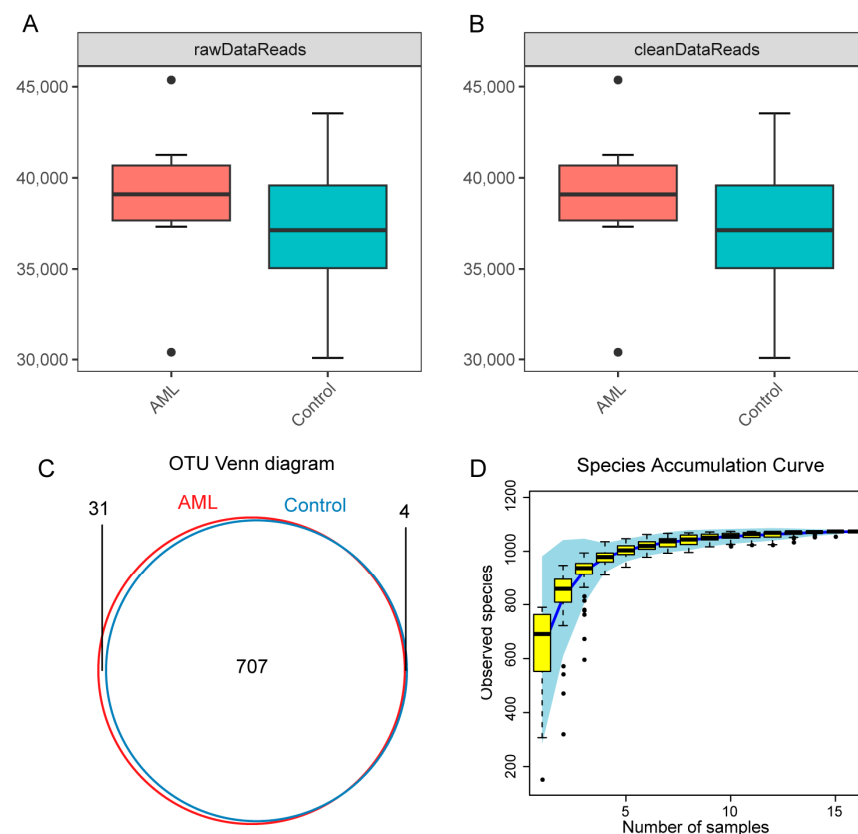 A
rawDataReads
45,000
40,000
35,000
30,000
AML
Control
B
cleanDataReads
45,000
40,000
35,000
30,000
AML
Control
C
OTU Venn diagram
31
AML
Control
4
707
D
Species Accumulation Curve
Observed species
1200
1000
800
600
400
200
5
10
15
Number of samples